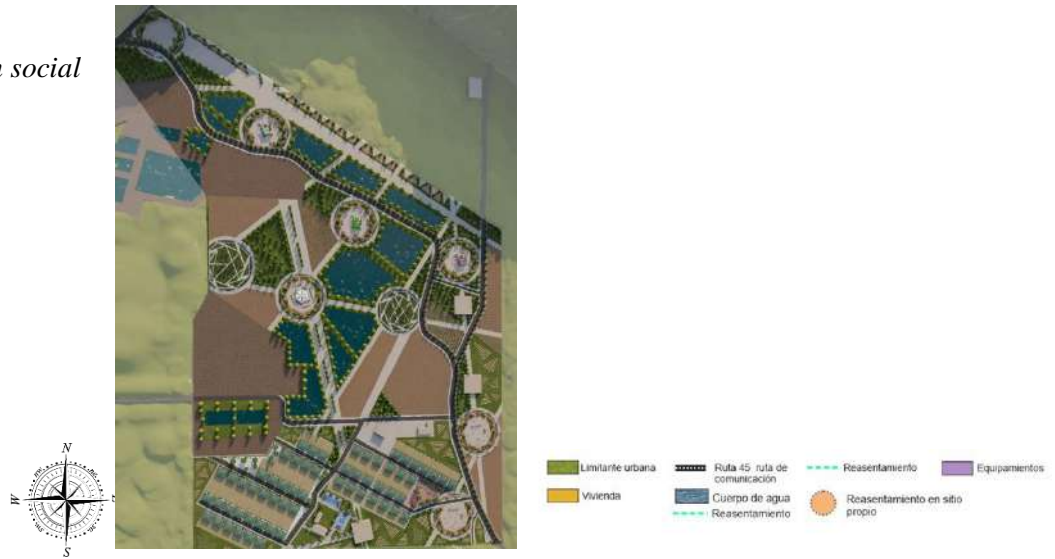 social
Limitante urbana
Ruta 45 ruta de
comunicación
Reasentamiento
Equipamientos
Vivienda
Cuerpo de agua
Reasentamiento
Reasentamiento en sitio
propio
N
W
S